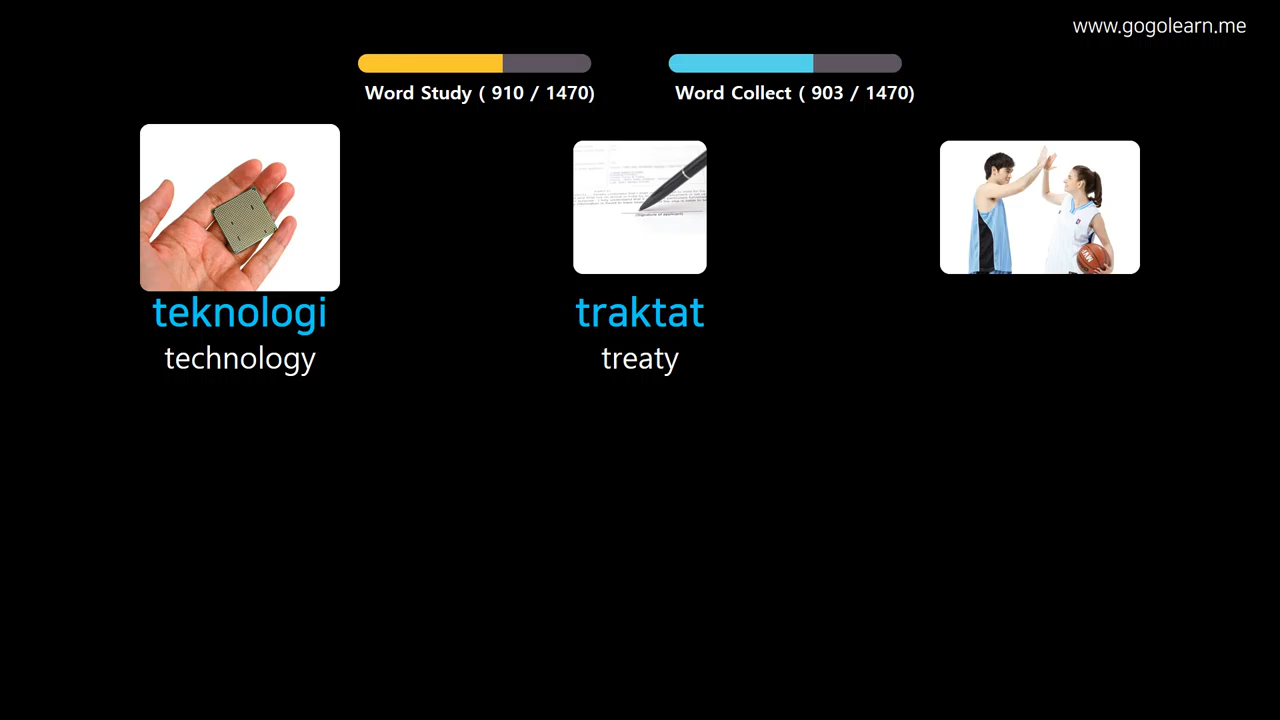 www.gogolearn.me
Word Study ( 910 / 1470)
Word Collect ( 903 / 1470)
teknologi
technology
traktat
treaty